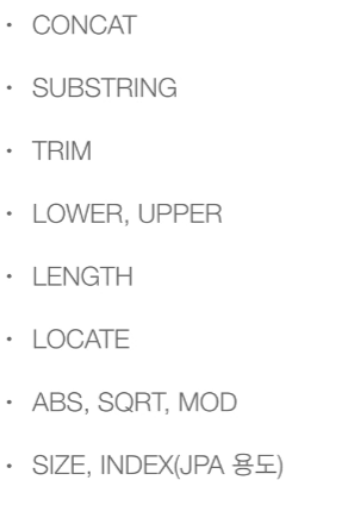 • CONCAT
• SUBSTRING
• TRIM
• LOWER, UPPER
• LENGTH
• LOCATE
• ABS, SQRT, MOD
• SIZE, INDEX(JPA 용도)